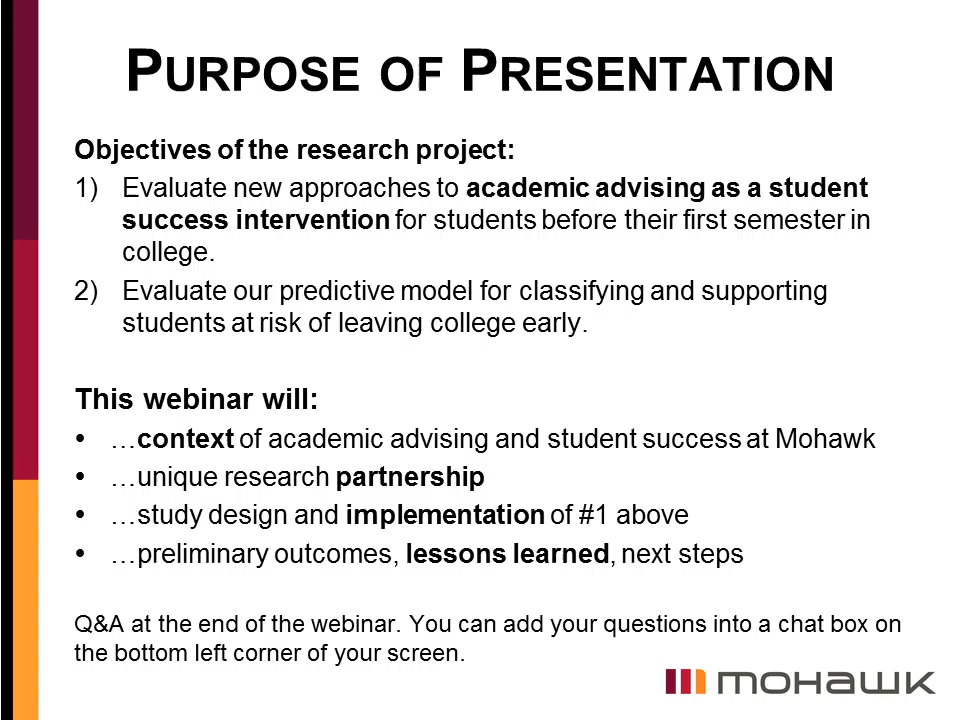 PURPOSE OF PRESENTATION
Objectives of the research project:
1) Evaluate new approaches to academic advising as a student
success intervention for students before their first semester in
college.
2) Evaluate our predictive model for classifying and supporting
students at risk of leaving college early.
This webinar will:
• …context of academic advising and student success at Mohawk
• …unique research partnership
• …study design and implementation of #1 above
• …preliminary outcomes, lessons learned, next steps
Q&A at the end of the webinar. You can add your questions into a chat box on
the bottom left corner of your screen.
mohawk